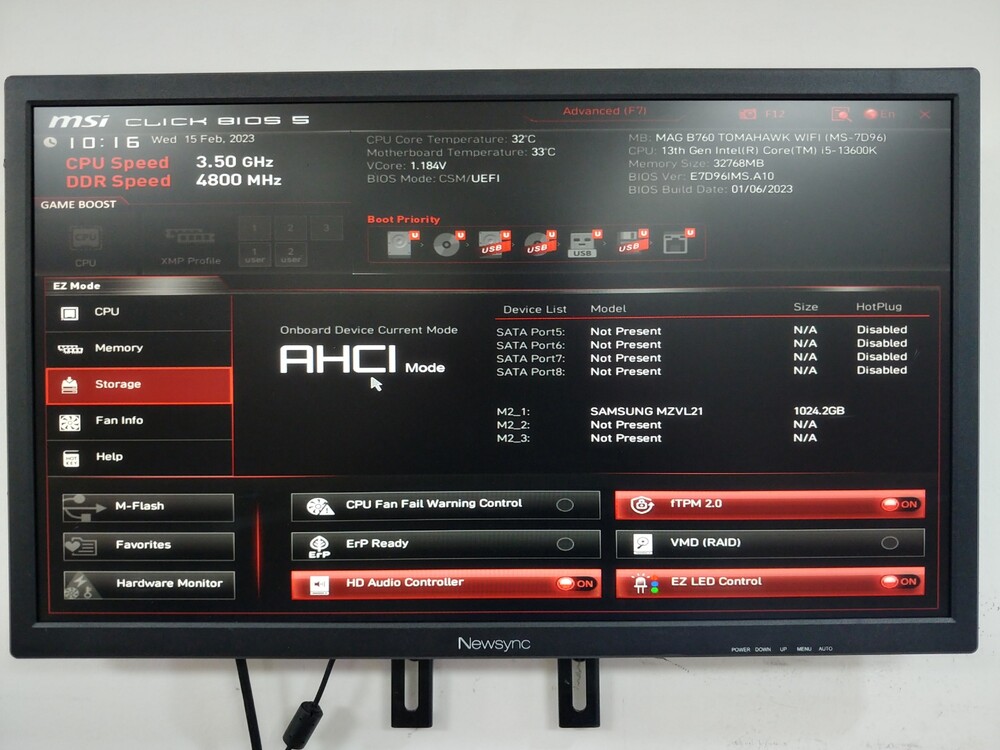 msi CLICK BIOS 5
Advanced (F7)
F12
En
X
10:16 Wed 15 Feb, 2023
CPU Speed 3.50 GHz
DDR Speed 4800 MHz
CPU Core Temperature: 32°C
Motherboard Temperature: 33°C
VCore: 1.184V
BIOS Mode: CSM/UEFI
MB: MAG B760 TOMAHAWK WIFI (MS-7D96)
CPU: 13th Gen Intel(R) Core(TM) i5-13600K
Memory Size: 32768MB
BIOS Ver: E7D96IMS.A10
BIOS Build Date: 01/06/2023
GAME BOOST
CPU
CPU
XMP Profile
1 2 3
1 user
2 user
Boot Priority
U U U U U U U
USB USB USB USB
EZ Mode
CPU
Memory
Storage
Fan Info
HOT KEY
Help
Onboard Device Current Mode
AHCI Mode
Device List Model Size HotPlug
SATA Port5: Not Present N/A Disabled
SATA Port6: Not Present N/A Disabled
SATA Port7: Not Present N/A Disabled
SATA Port8: Not Present N/A Disabled
M2_1: SAMSUNG MZVL21 1024.2GB
M2_2: Not Present N/A
M2_3: Not Present N/A
M-Flash
Favorites
Hardware Monitor
CPU Fan Fail Warning Control
ErP
ErP Ready
HD Audio Controller ON
fTPM 2.0 ON
VMD (RAID)
EZ LED Control ON
Newsync
POWER DOWN UP MENU AUTO